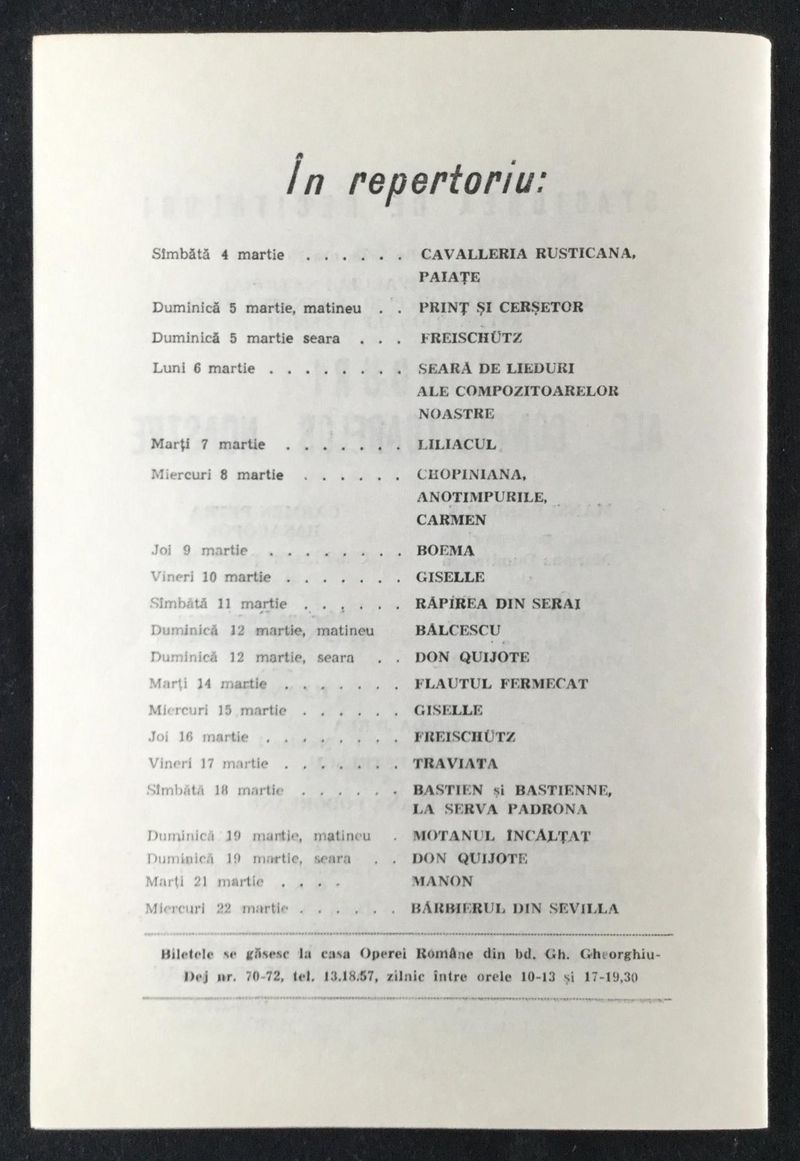 În repertoriu:
Sîmbătă 4 martie . . . . . . CAVALLERIA RUSTICANA,
PAIAȚE
Duminică 5 martie, matineu . . PRINȚ ȘI CERȘETOR
Duminică 5 martie seara . . . FREISCHÜTZ
Luni 6 martie . . . . . . . . SEARĂ DE LIEDURI
ALE COMPOZITOARELOR
NOASTRE
Marți 7 martie . . . . . . . LILIACUL
Miercuri 8 martie . . . . . . CHOPINIANA,
ANOTIMPURILE,
CARMEN
Joi 9 martie . . . . . . . . BOEMA
Vineri 10 martie . . . . . . . GISELLE
Sîmbătă 11 martie . . . . . . RĂPIREA DIN SERAI
Duminică 12 martie, matineu BĂLCESCU
Duminică 12 martie, seara . . DON QUIJOTE
Marți 14 martie . . . . . . . FLAUTUL FERMECAT
Miercuri 15 martie . . . . . . GISELLE
Joi 16 martie . . . . . . . . FREISCHÜTZ
Vineri 17 martie . . . . . . . TRAVIATA
Sîmbătă 18 martie . . . . . . BASTIEN și BASTIENNE,
LA SERVA PADRONA
Duminică 19 martie, matineu . MOTANUL ÎNCĂLȚAT
Duminică 19 martie, seara . . DON QUIJOTE
Marți 21 martie . . . . MANON
Miercuri 22 martie . . . . . . BĂRBIERUL DIN SEVILLA
Biletele se găsesc la casa Operei Române din bd. Gh. Gheorghiu-
Dej nr. 70-72, tel. 13.18.57, zilnic între orele 10-13 și 17-19,30